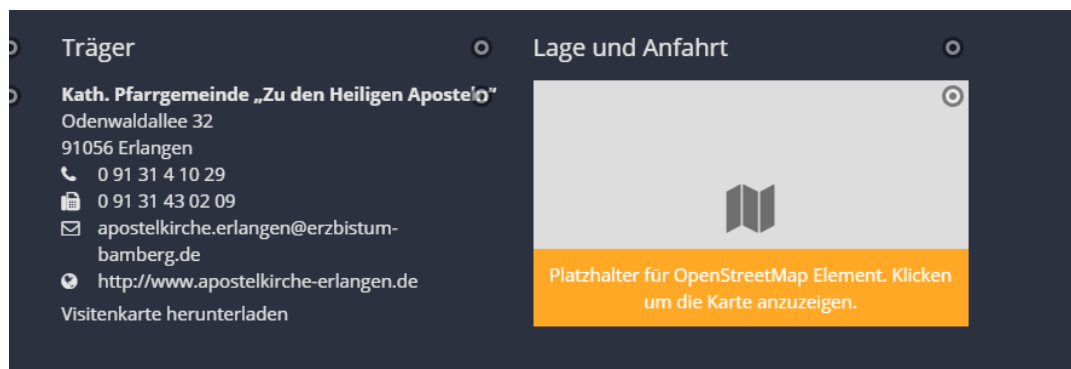 Träger
Kath. Pfarrgemeinde „Zu den Heiligen Aposteln"
Odenwaldallee 32
91056 Erlangen
0 91 31 4 10 29
0 91 31 43 02 09
apostelkirche.erlangen@erzbistum-
bamberg.de
http://www.apostelkirche-erlangen.de
Visitenkarte herunterladen
Lage und Anfahrt
Platzhalter für OpenStreetMap Element. Klicken
um die Karte anzuzeigen.